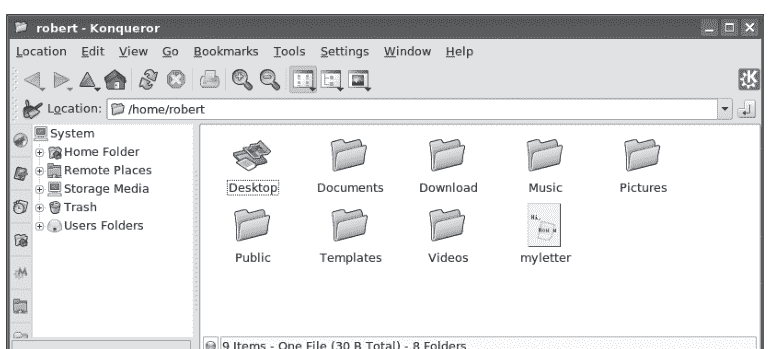 robert - Konqueror
Location Edit View Go Bookmarks Tools Settings Window Help
Location: /home/robert
System
Home Folder
Remote Places
Storage Media
Trash
Users Folders
Desktop Documents Download Music Pictures
Public Templates Videos myletter
9 Items - One File (30 B Total) - 8 Folders